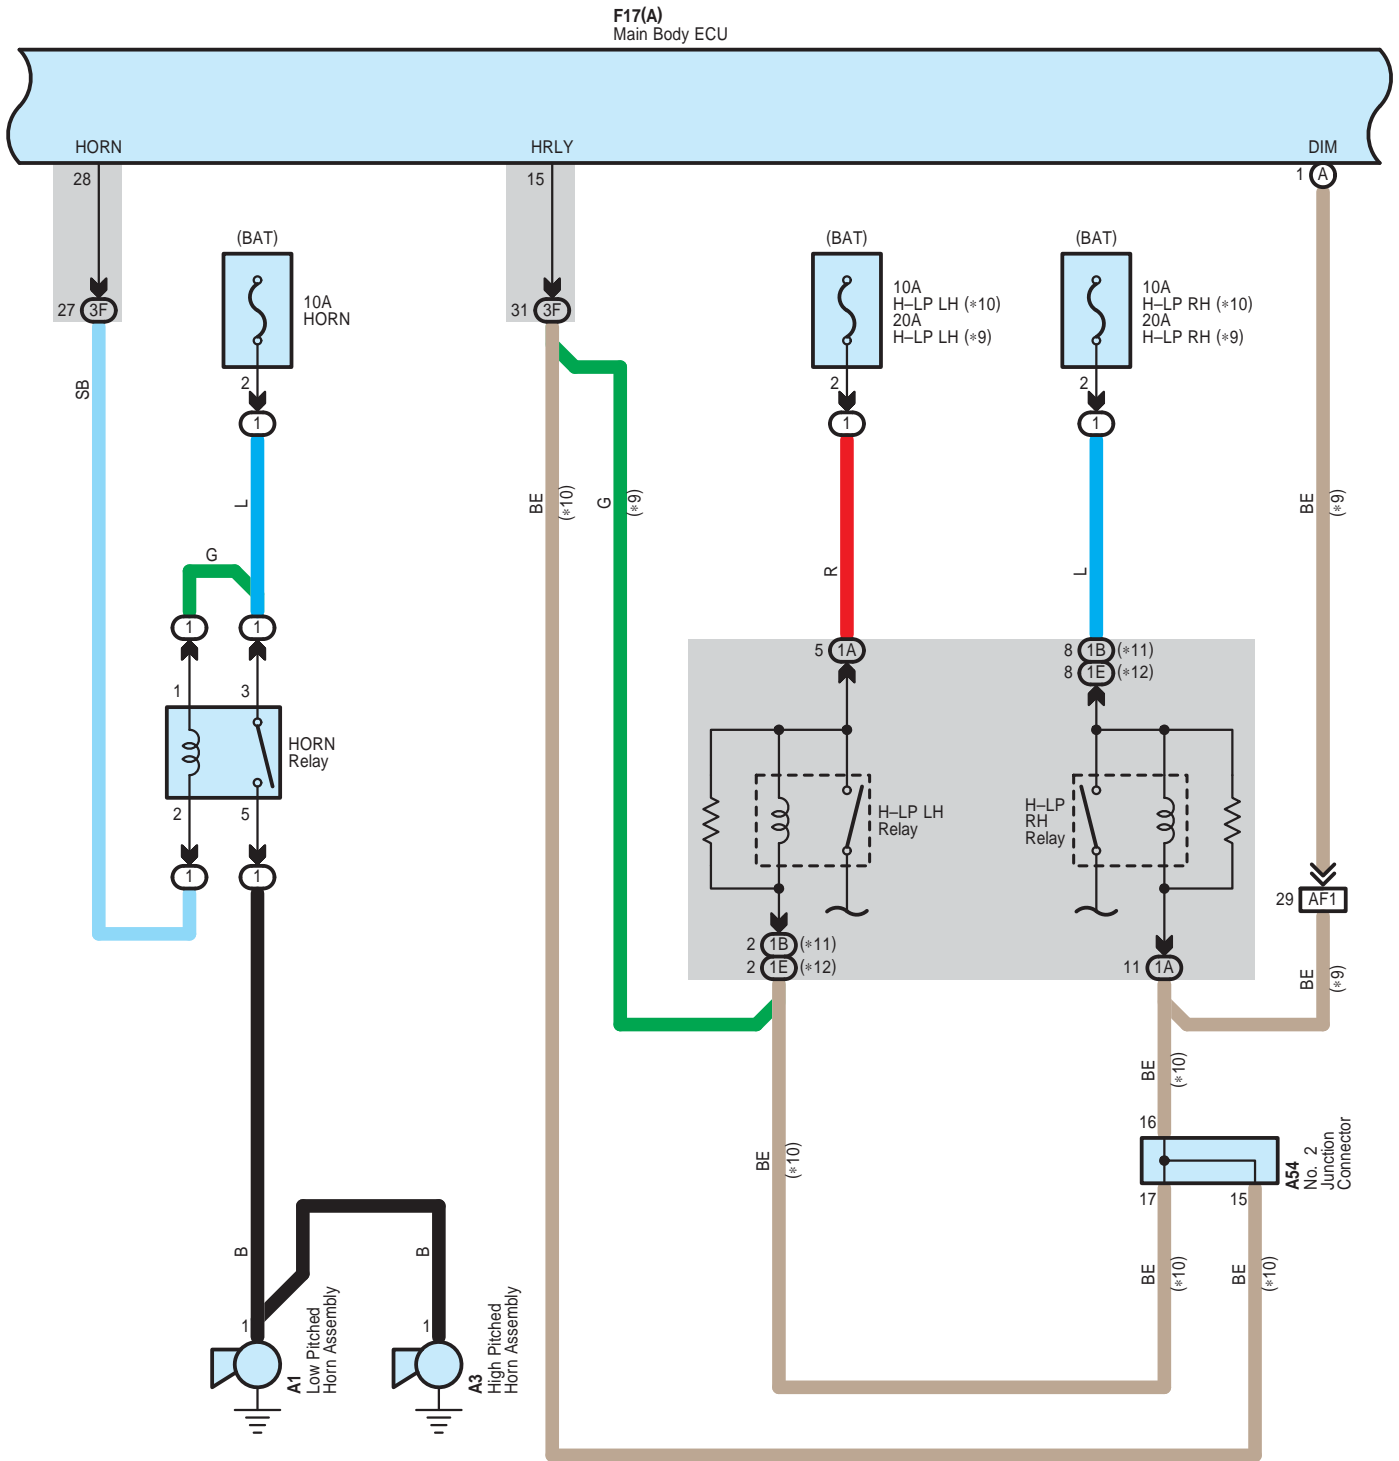 F17(A)
Main Body ECU
HORN
HRLY
DIM
28
15
1 A
(BAT)
(BAT)
(BAT)
27 3F
10A
HORN
31 3F
10A
H–LP LH (*10)
20A
H–LP LH (*9)
10A
H–LP RH (*10)
20A
H–LP RH (*9)
2
2
2
1
1
1
SB
L
BE
(*10)
G
(*9)
R
L
BE
(*9)
G
1
1
5 1A
8 1B (*11)
8 1E (*12)
1
3
HORN
Relay
2
5
H–LP LH
Relay
H–LP
RH
Relay
1
1
29 AF1
2 1B (*11)
2 1E (*12)
11 1A
BE
(*9)
BE
(*10)
16
BE
(*10)
17
15
A54
No. 2
Junction
Connector
B
B
BE
(*10)
BE
(*10)
1
1
A1
Low Pitched
Horn Assembly
A3
High Pitched
Horn Assembly